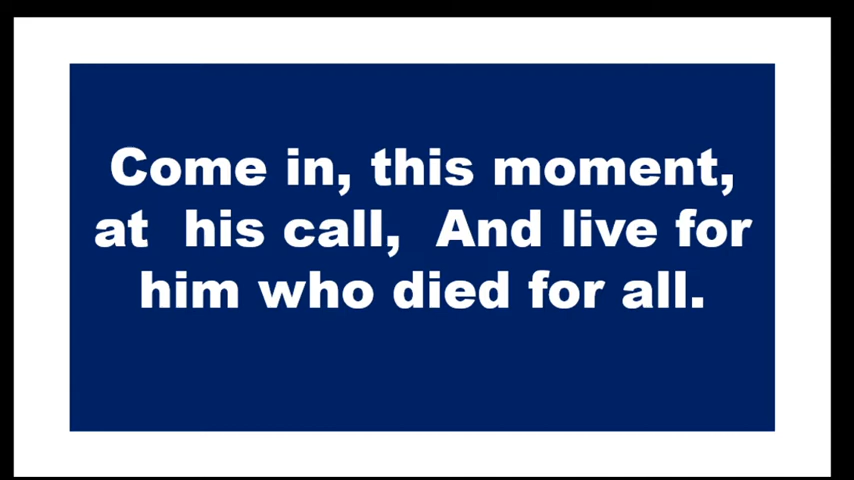 Come in, this moment,
at  his call,  And live for
him who died for all.